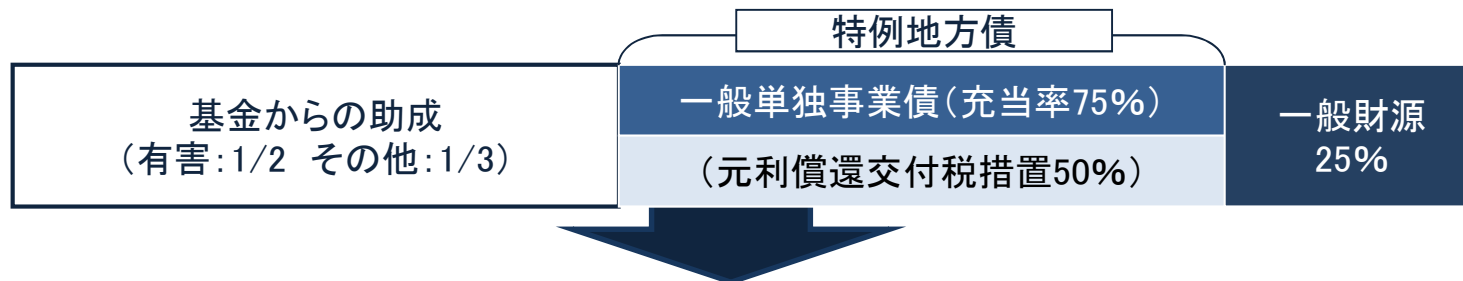 特例地方債
基金からの助成
（有害：1/2　その他：1/3）
一般単独事業債（充当率75％）
（元利償還交付税措置50％）
一般財源
25％